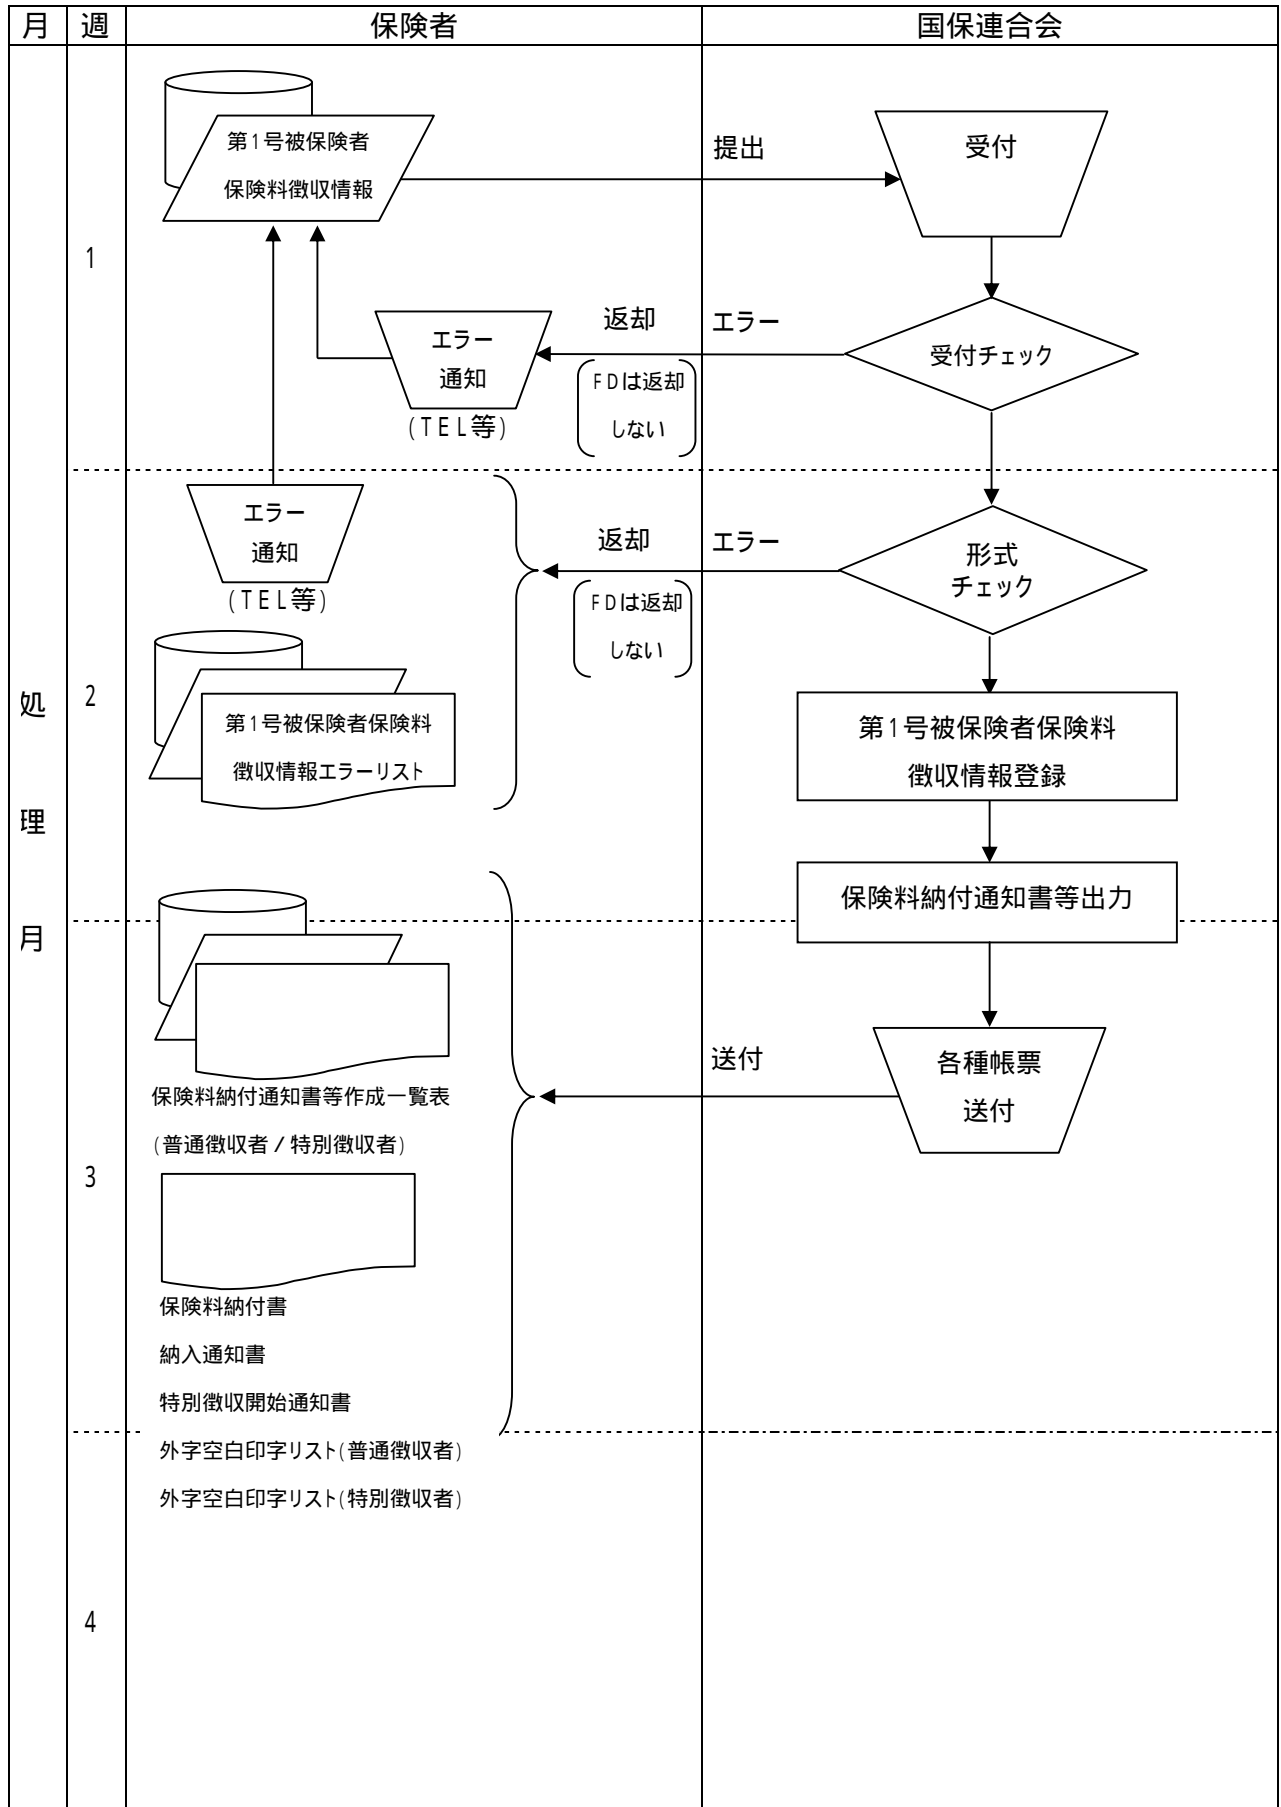 月
週
保険者
国保連合会
処
理
月
1
第1号被保険者
保険料徴収情報
提出
受付
エラー
通知
(TEL等)
返却
エラー
FDは返却
しない
受付チェック
2
エラー
通知
(TEL等)
返却
エラー
FDは返却
しない
形式
チェック
第1号被保険者保険料
徴収情報エラーリスト
第1号被保険者保険料
徴収情報登録
保険料納付通知書等出力
3
送付
各種帳票
送付
保険料納付通知書等作成一覧表
(普通徴収者/特別徴収者)
保険料納付書
納入通知書
特別徴収開始通知書
外字空白印字リスト(普通徴収者)
外字空白印字リスト(特別徴収者)
4